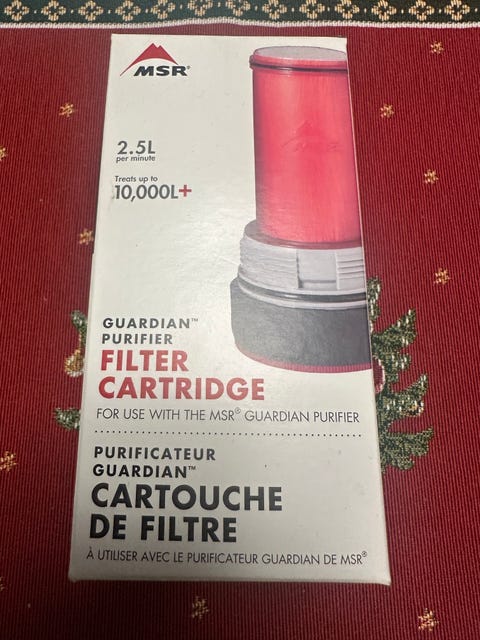 MSR®
2.5L
per minute
Treats up to
10,000L+
MSR
GUARDIAN™
PURIFIER
FILTER
CARTRIDGE
FOR USE WITH THE MSR® GUARDIAN PURIFIER
PURIFICATEUR
GUARDIAN™
CARTOUCHE
DE FILTRE
À UTILISER AVEC LE PURIFICATEUR GUARDIAN DE MSR®